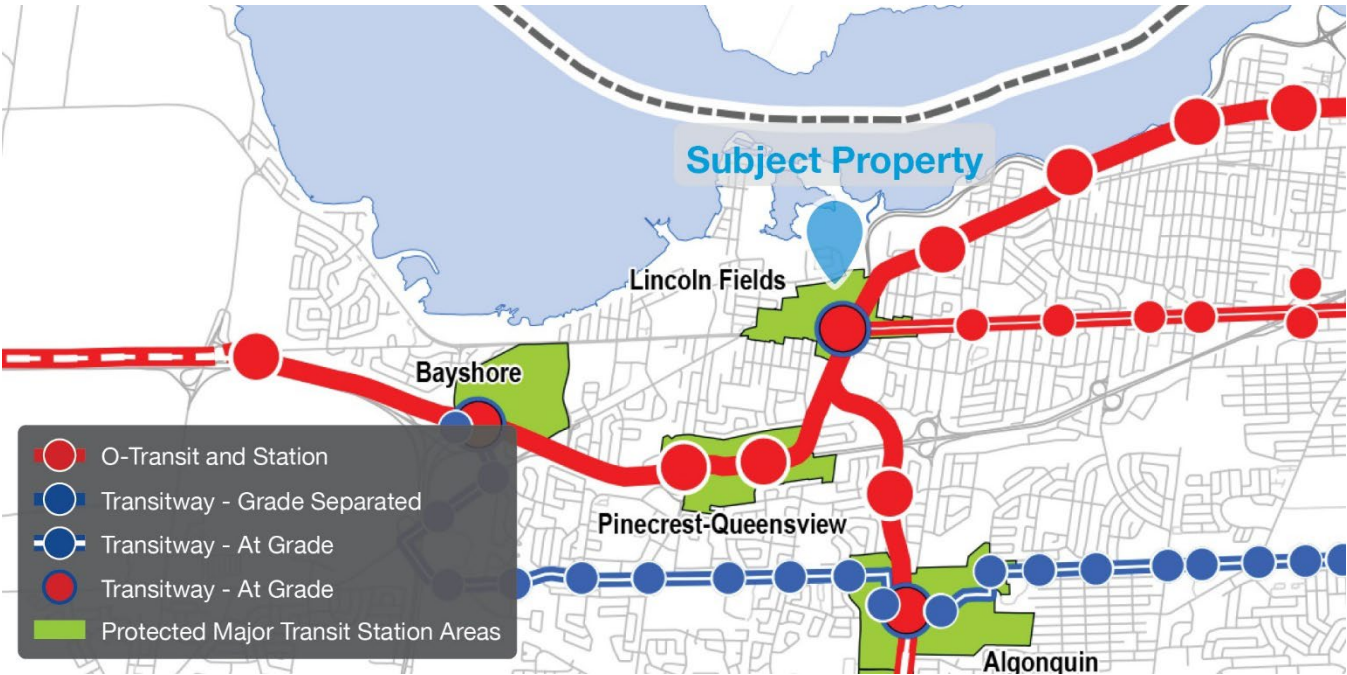 Subject Property
Lincoln Fields
Bayshore
Pinecrest-Queensview
Algonquin
O-Transit and Station
Transitway - Grade Separated
Transitway - At Grade
Transitway - At Grade
Protected Major Transit Station Areas